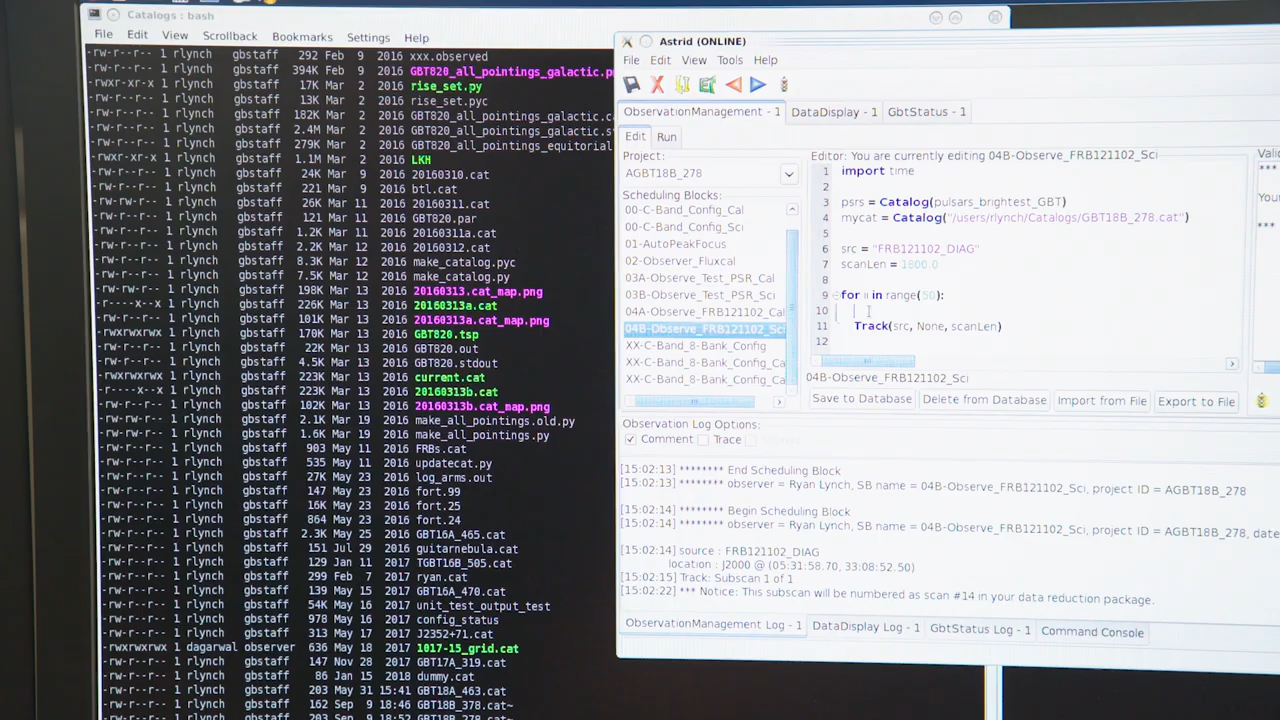 Catalogs : bash
File Edit View Scrollback Bookmarks Settings Help
-rw-r--r-- 1 rlynch gbstaff 292 Feb 9 2016 xxx.observed
-rw-r--r-- 1 rlynch gbstaff 394K Feb 9 2016 GBT820_all_pointings_galactic.p
-rwxr-xr-x 1 rlynch gbstaff 17K Mar 2 2016 rise_set.py
-rw-r--r-- 1 rlynch gbstaff 13K Mar 2 2016 rise_set.pyc
-rw-r--r-- 1 rlynch gbstaff 182K Mar 2 2016 GBT820_all_pointings_galactic.c
-rw-r--r-- 1 rlynch gbstaff 2.4M Mar 2 2016 GBT820_all_pointings_galactic.s
-rw-r--r-- 1 rlynch gbstaff 279K Mar 2 2016 GBT820_all_pointings_equitorial
-rwxr-xr-x 1 rlynch gbstaff 1.1M Mar 2 2016 LKH
-rw-r--r-- 1 rlynch gbstaff 24K Mar 9 2016 20160310.cat
-rw-r--r-- 1 rlynch gbstaff 221 Mar 9 2016 btl.cat
-rw-r--r-- 1 rlynch gbstaff 26K Mar 11 2016 20160311.cat
-rw-r--r-- 1 rlynch gbstaff 121 Mar 11 2016 GBT820.par
-rw-r--r-- 1 rlynch gbstaff 1.2K Mar 11 2016 20160311a.cat
-rw-r--r-- 1 rlynch gbstaff 2.2K Mar 12 2016 20160312.cat
-rw-r--r-- 1 rlynch gbstaff 8.3K Mar 12 2016 make_catalog.pyc
-rw-r--r-- 1 rlynch gbstaff 7.5K Mar 12 2016 make_catalog.py
-rw-rw-r-- 1 rlynch gbstaff 198K Mar 13 2016 20160313.cat_map.png
-r----x--x 1 rlynch gbstaff 226K Mar 13 2016 20160313a.cat
-rw-rw-r-- 1 rlynch gbstaff 101K Mar 13 2016 20160313a.cat_map.png
-rwxrwxrwx 1 rlynch gbstaff 170K Mar 13 2016 GBT820.tsp
-rw-r--r-- 1 rlynch gbstaff 22K Mar 13 2016 GBT820.out
-rw-r--r-- 1 rlynch gbstaff 4.5K Mar 13 2016 GBT820.stdout
-rwxrwxrwx 1 rlynch gbstaff 223K Mar 13 2016 current.cat
-r----x--x 1 rlynch gbstaff 223K Mar 13 2016 20160313b.cat
-rw-rw-r-- 1 rlynch gbstaff 102K Mar 13 2016 20160313b.cat_map.png
-rw-r--r-- 1 rlynch gbstaff 2.1K Mar 19 2016 make_all_pointings.old.py
-rw-r--r-- 1 rlynch gbstaff 1.6K Mar 19 2016 make_all_pointings.py
-rw-r--r-- 1 rlynch gbstaff 903 May 11 2016 FRBs.cat
-rw-r--r-- 1 rlynch gbstaff 535 May 11 2016 updatecat.py
-rw-r--r-- 1 rlynch gbstaff 27K May 23 2016 log_arms.out
-rw-r--r-- 1 rlynch gbstaff 147 May 23 2016 fort.99
-rw-r--r-- 1 rlynch gbstaff 16K May 23 2016 fort.25
-rw-r--r-- 1 rlynch gbstaff 864 May 23 2016 fort.24
-rw-r--r-- 1 rlynch gbstaff 2.3K May 25 2016 GBT16A_465.cat
-rw-r--r-- 1 rlynch gbstaff 151 Jul 29 2016 guitarnebula.cat
-rw-r--r-- 1 rlynch gbstaff 129 Jan 11 2017 TGBT16B_505.cat
-rw-r--r-- 1 rlynch gbstaff 299 Feb 7 2017 ryan.cat
-rw-r--r-- 1 rlynch gbstaff 139 May 15 2017 GBT16A_470.cat
-rw-r--r-- 1 rlynch gbstaff 54K May 16 2017 unit_test_output_test
-rw-r--r-- 1 rlynch gbstaff 978 May 16 2017 config_status
-rw-r--r-- 1 rlynch gbstaff 313 May 17 2017 J2352+71.cat
-rwxrwxrwx 1 dagarwal observer 636 May 18 2017 1017-15_grid.cat
-rw-r--r-- 1 rlynch gbstaff 147 Nov 28 2017 GBT17A_319.cat
-rw-r--r-- 1 rlynch gbstaff 86 Jan 15 2018 dummy.cat
-rw-r--r-- 1 rlynch gbstaff 203 May 31 15:41 GBT18A_463.cat
-rw-r--r-- 1 rlynch gbstaff 162 Sep 9 18:46 GBT18B_378.cat~
-rw-r--r-- 1 rlynch gbstaff 203 Sep 9 18:52 GBT18B_278.cat~
Astrid (ONLINE)
File Edit View Tools Help
ObservationManagement - 1 DataDisplay - 1 GbtStatus - 1
Edit Run
Project:
AGBT18B_278
Scheduling Blocks:
00-C-Band_Config_Cal
00-C-Band_Config_Sci
01-AutoPeakFocus
02-Observer_Fluxcal
03A-Observe_Test_PSR_Cal
03B-Observe_Test_PSR_Sci
04A-Observe_FRB121102_Cal
04B-Observe_FRB121102_Sci
XX-C-Band_8-Bank_Config
XX-C-Band_8-Bank_Config_Ca
XX-C-Band_8-Bank_Config_Ca
Editor: You are currently editing 04B-Observe_FRB121102_Sci
1 import time
2
3 psrs = Catalog(pulsars_brightest_GBT)
4 mycat = Catalog("/users/rlynch/Catalogs/GBT18B_278.cat")
5
6 src = "FRB121102_DIAG"
7 scanLen = 1800.0
8
9 for ii in range(50):
10
11 Track(src, None, scanLen)
12
04B-Observe_FRB121102_Sci
Save to Database Delete from Database Import from File Export to File
Vali
***
Your
***
Observation Log Options:
Comment Trace
[15:02:13] ******** End Scheduling Block
[15:02:13] ******** observer = Ryan Lynch, SB name = 04B-Observe_FRB121102_Sci, project ID = AGBT18B_278
[15:02:14] ******** Begin Scheduling Block
[15:02:14] ******** observer = Ryan Lynch, SB name = 04B-Observe_FRB121102_Sci, project ID = AGBT18B_278, date
[15:02:14] source : FRB121102_DIAG
location : J2000 @ (05:31:58.70, 33:08:52.50)
[15:02:15] Track: Subscan 1 of 1
[15:02:22] *** Notice: This subscan will be numbered as scan #14 in your data reduction package.
ObservationManagement Log - 1 DataDisplay Log - 1 GbtStatus Log - 1 Command Console